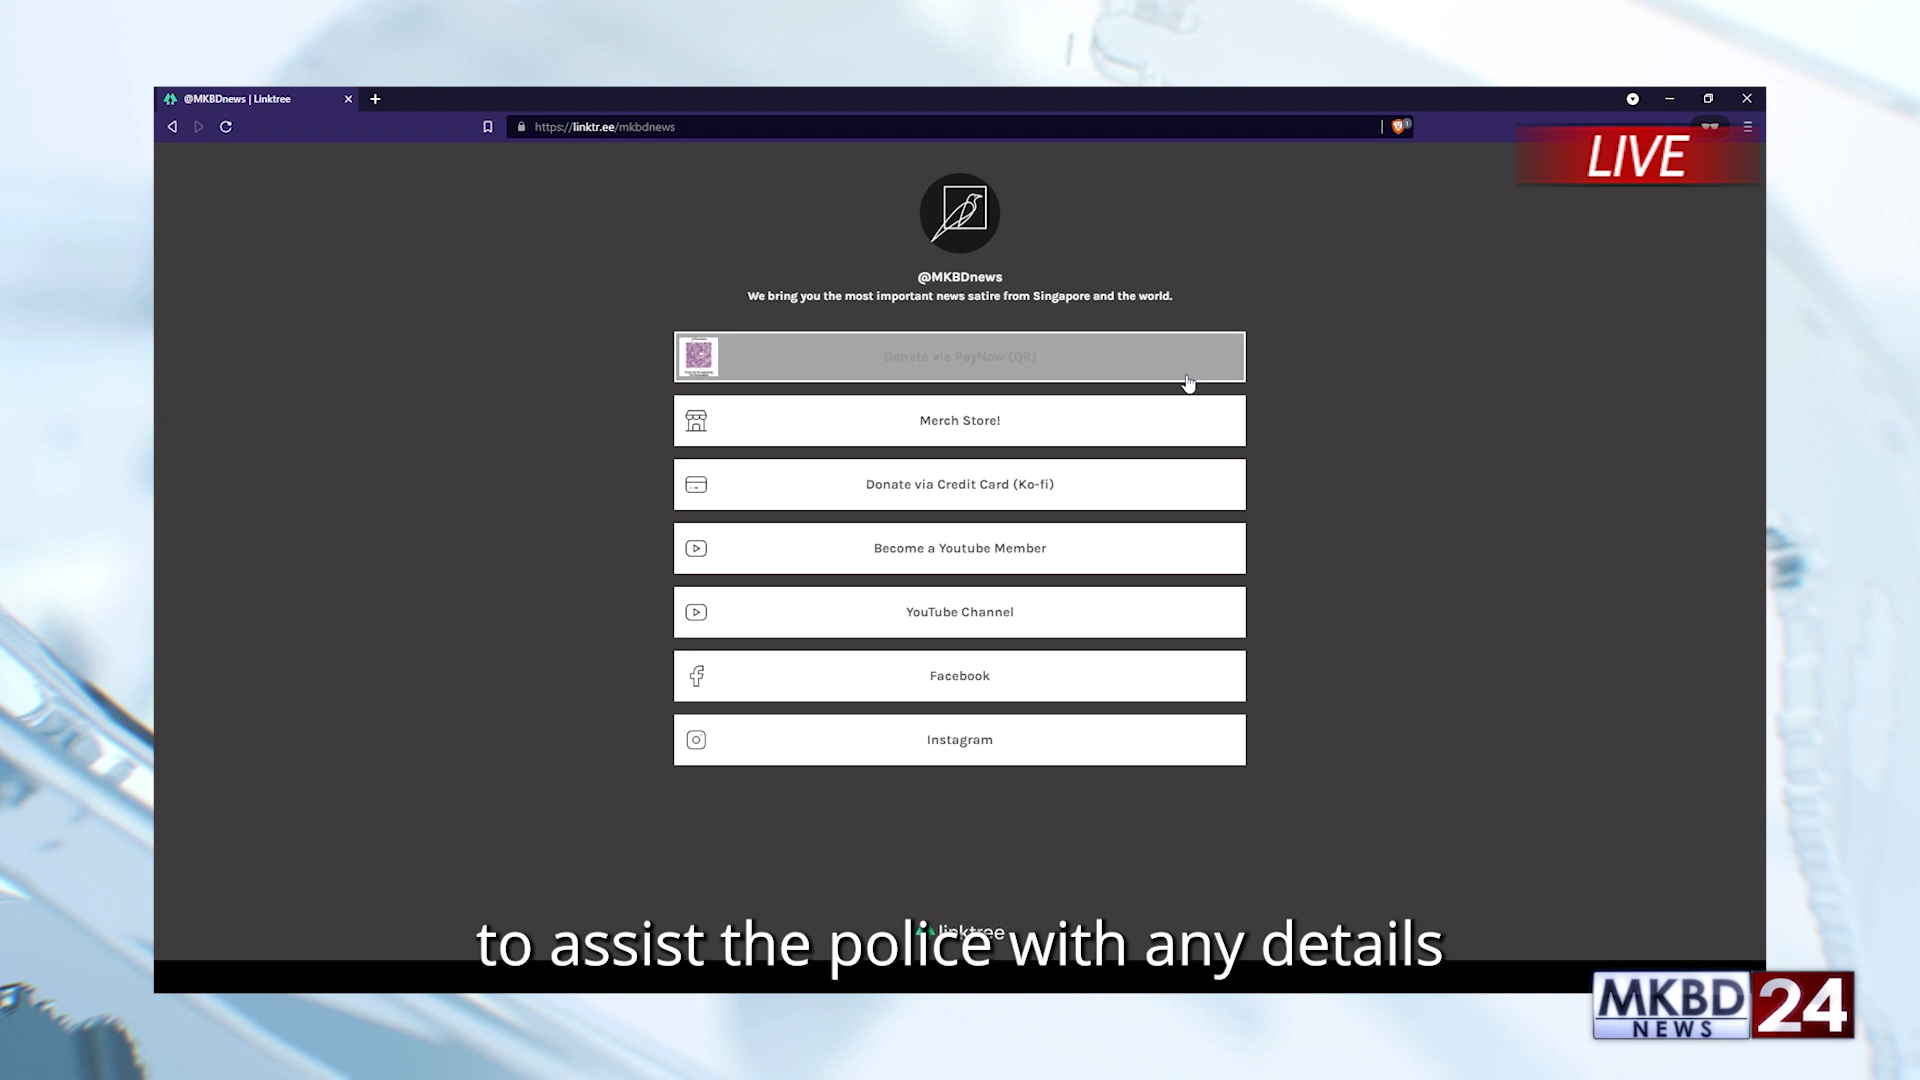 @MKBDnews | Linktree
https://linktr.ee/mkbdnews
LIVE
@MKBDnews
We bring you the most important news satire from Singapore and the world.
Donate via PayNow (QR)
Merch Store!
Donate via Credit Card (Ko-fi)
Become a Youtube Member
YouTube Channel
Facebook
Instagram
linktree
to assist the police with any details
MKBD 24
NEWS